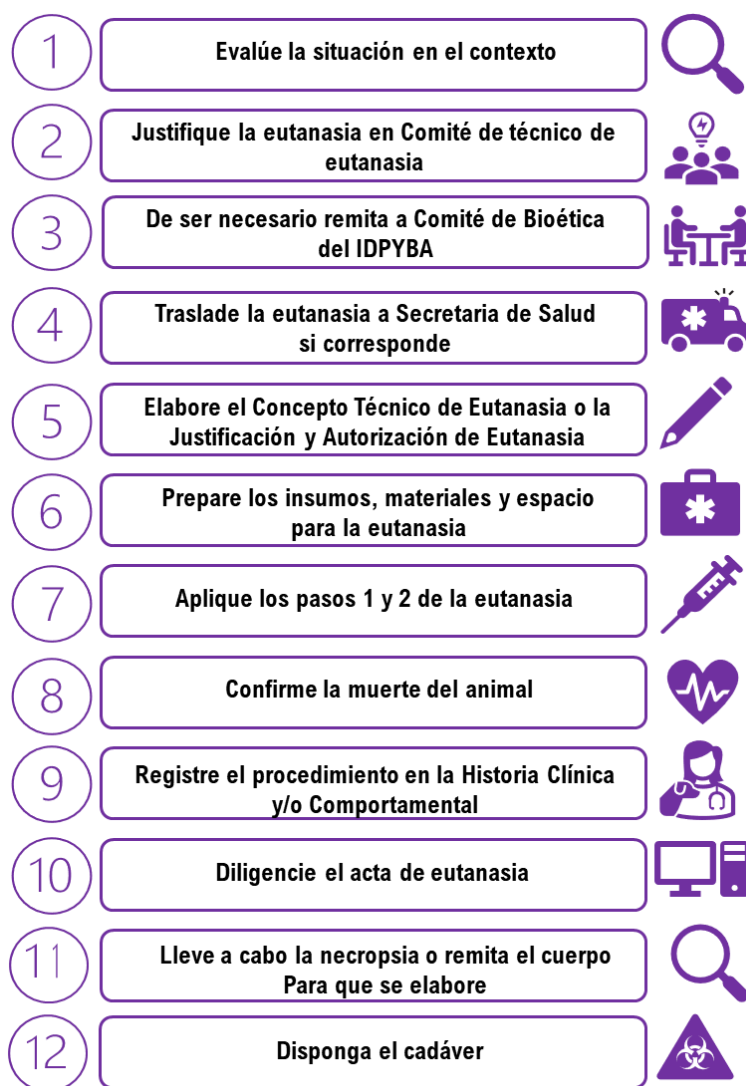 1
Evalúe la situación en el contexto
2
Justifique la eutanasia en Comité de técnico de
eutanasia
3
De ser necesario remita a Comité de Bioética
del IDPYBA
4
Traslade la eutanasia a Secretaria de Salud
si corresponde
5
Elabore el Concepto Técnico de Eutanasia o la
Justificación y Autorización de Eutanasia
6
Prepare los insumos, materiales y espacio
para la eutanasia
7
Aplique los pasos 1 y 2 de la eutanasia
8
Confirme la muerte del animal
9
Registre el procedimiento en la Historia Clínica
y/o Comportamental
10
Diligencie el acta de eutanasia
11
Lleve a cabo la necropsia o remita el cuerpo
Para que se elabore
12
Disponga el cadáver